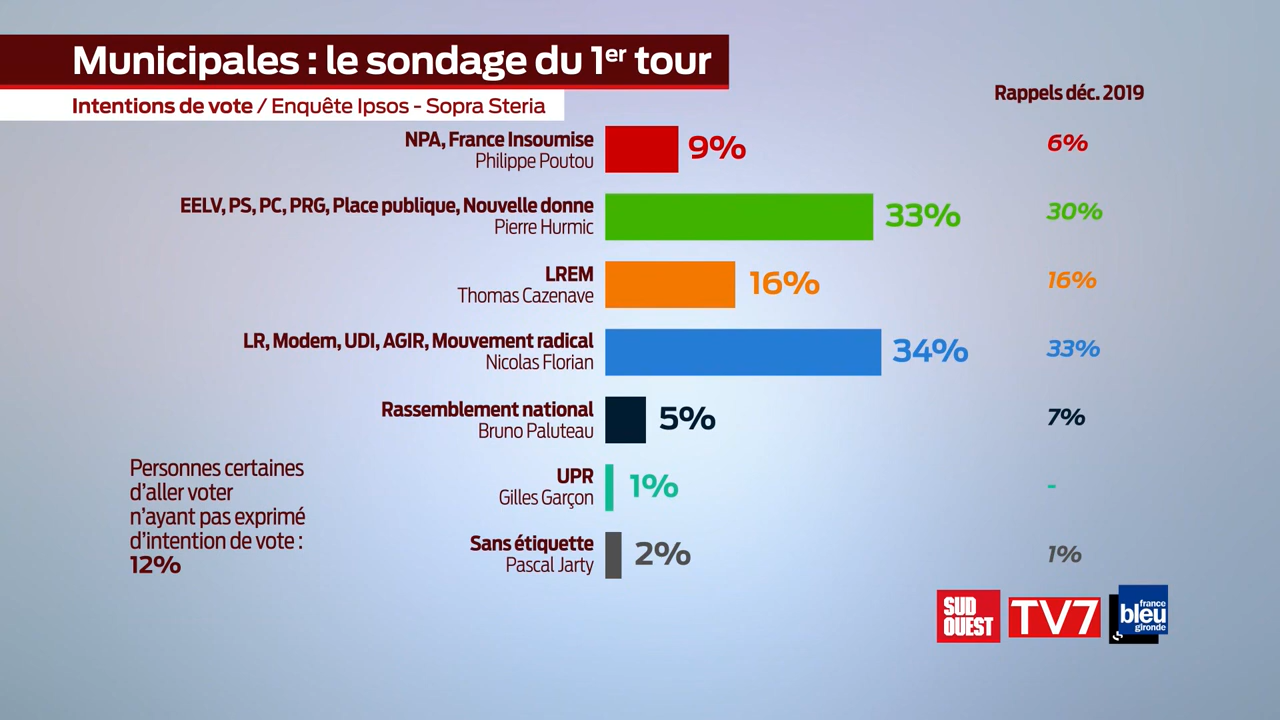 Municipales : le sondage du 1er tour
Intentions de vote / Enquête Ipsos - Sopra Steria
Rappels déc. 2019
NPA, France Insoumise
Philippe Poutou
9%
6%
EELV, PS, PC, PRG, Place publique, Nouvelle donne
Pierre Hurmic
33%
30%
LREM
Thomas Cazenave
16%
16%
LR, Modem, UDI, AGIR, Mouvement radical
Nicolas Florian
34%
33%
Rassemblement national
Bruno Paluteau
5%
7%
UPR
Gilles Garçon
1%
-
Sans étiquette
Pascal Jarty
2%
1%
Personnes certaines
d'aller voter
n'ayant pas exprimé
d'intention de vote :
12%
SUD
OUEST
TV7
france
bleu
gironde